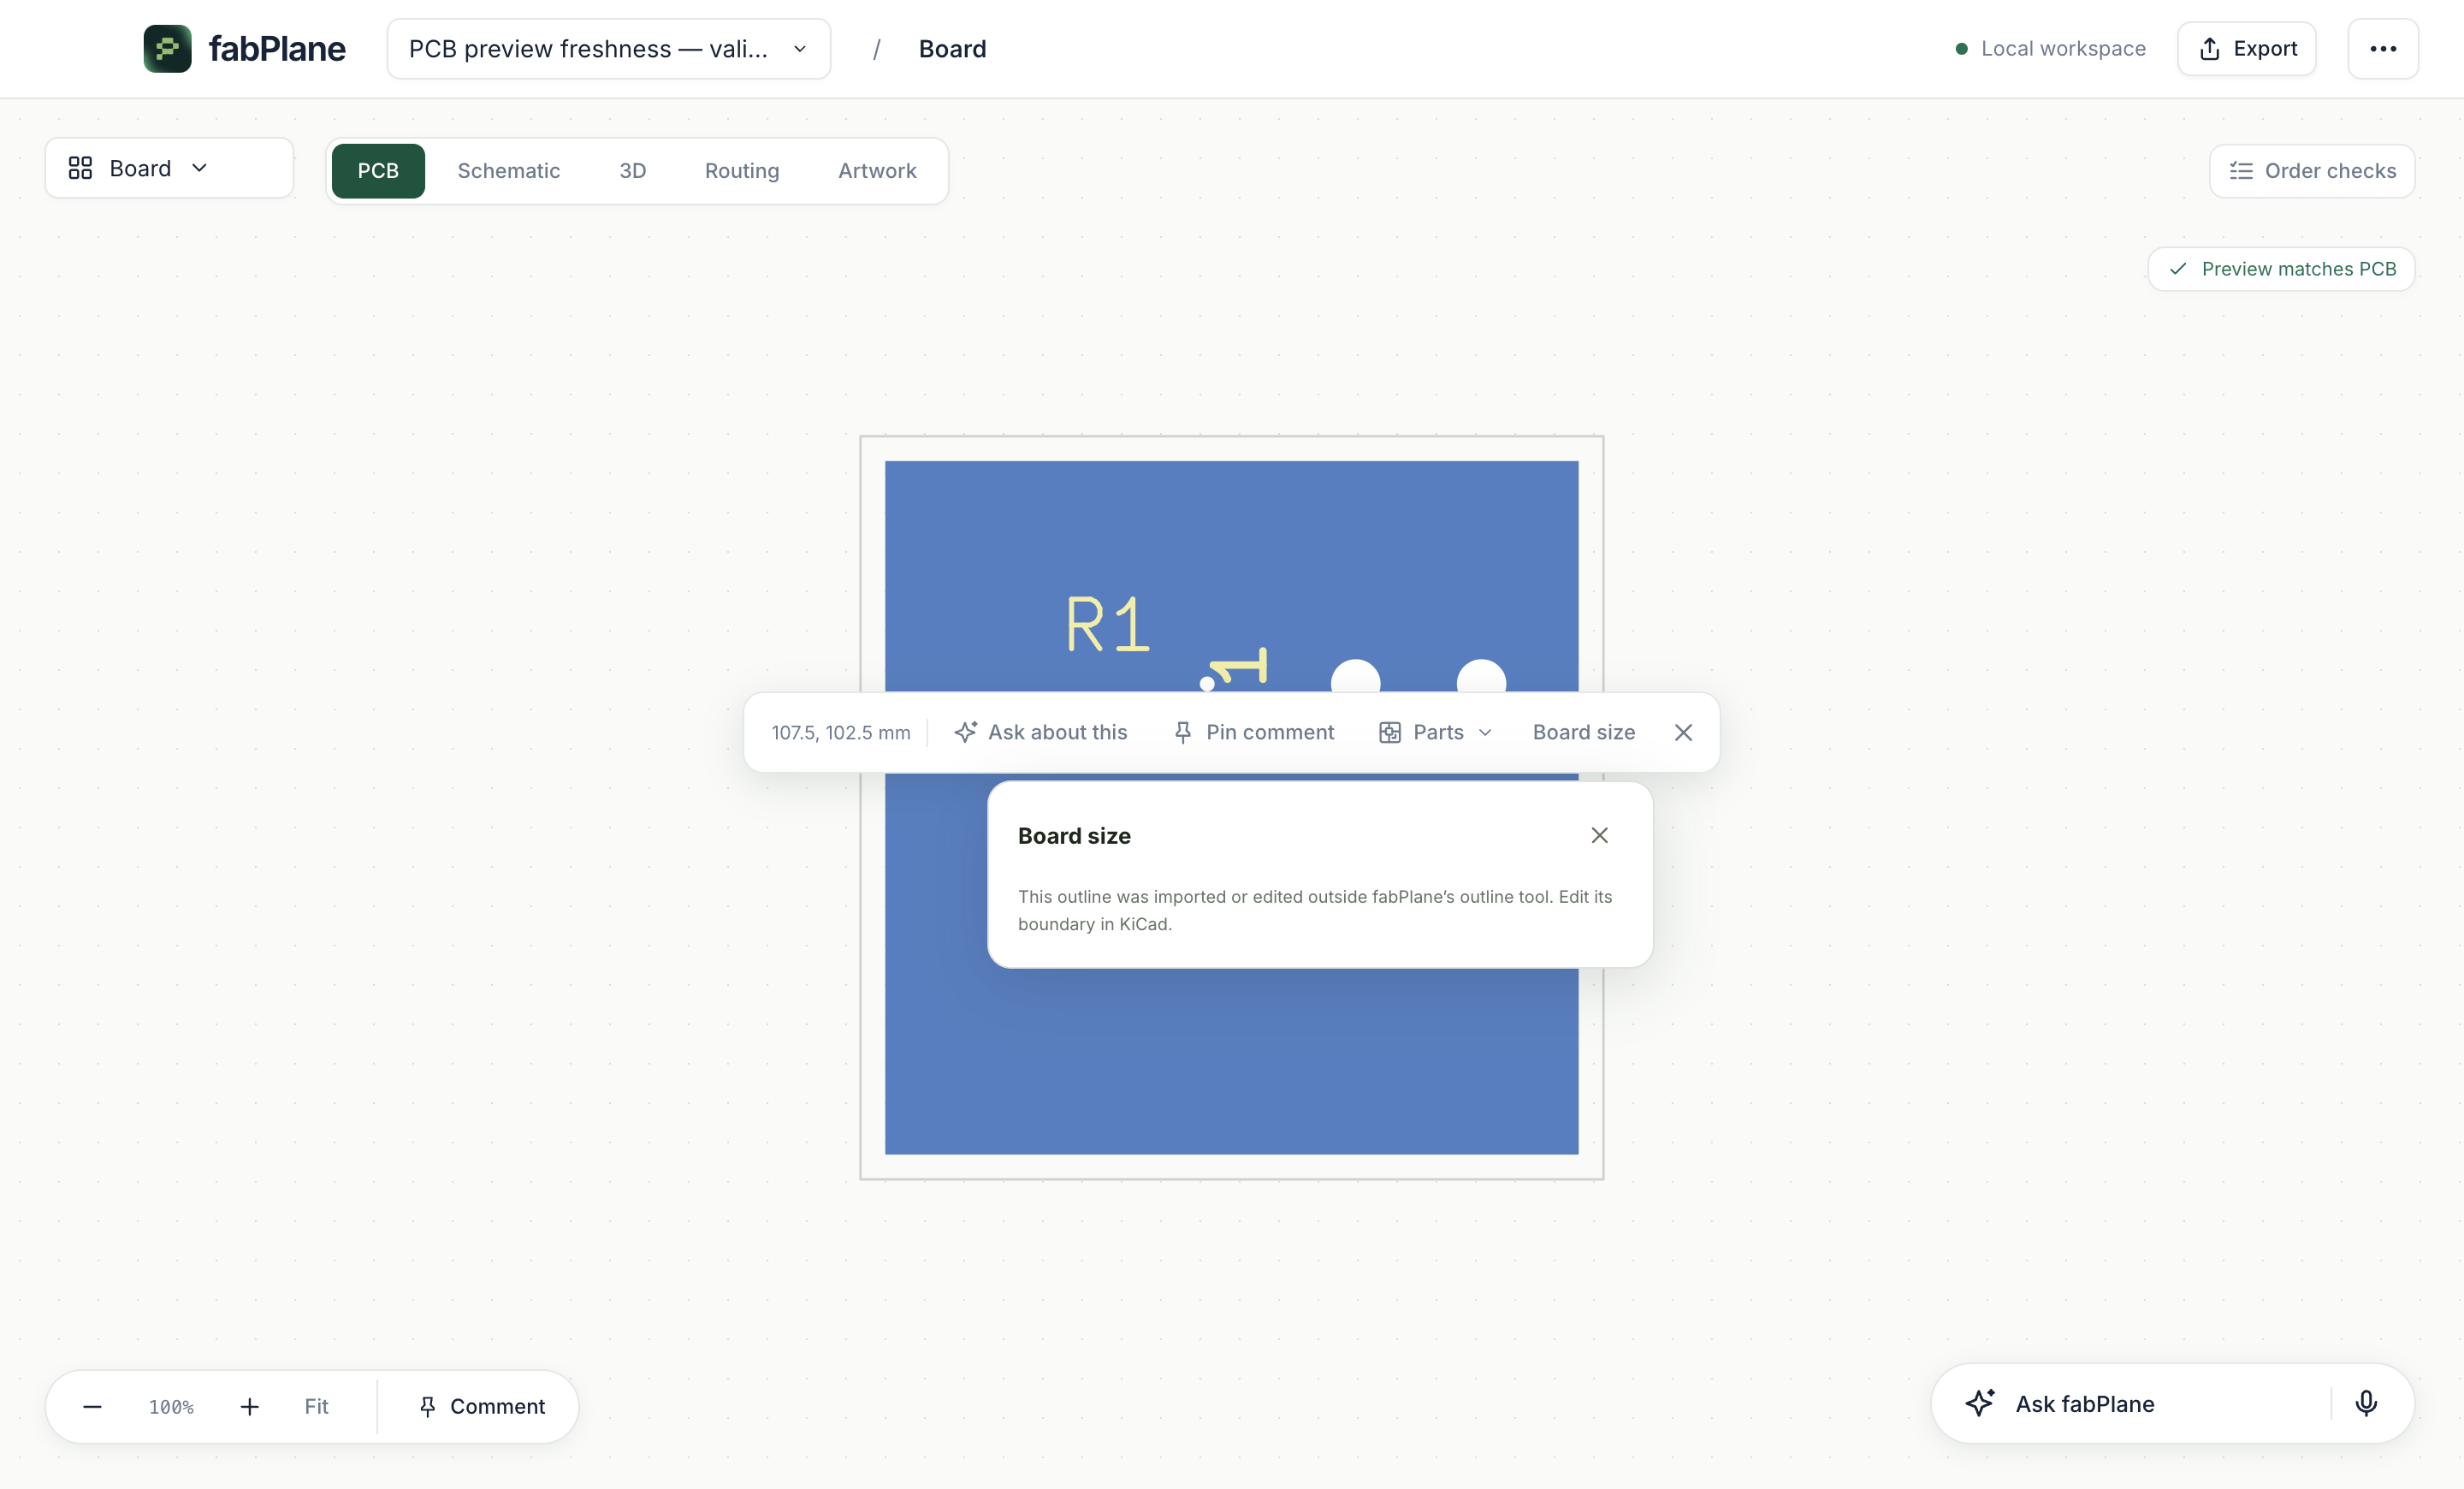 fabPlane
PCB preview freshness — vali...
/
Board
Local workspace
Export
Board
PCB
Schematic
3D
Routing
Artwork
Order checks
Preview matches PCB
R1
1
107.5, 102.5 mm
Ask about this
Pin comment
Parts
Board size
Board size
This outline was imported or edited outside fabPlane’s outline tool. Edit its
boundary in KiCad.
100%
Fit
Comment
Ask fabPlane